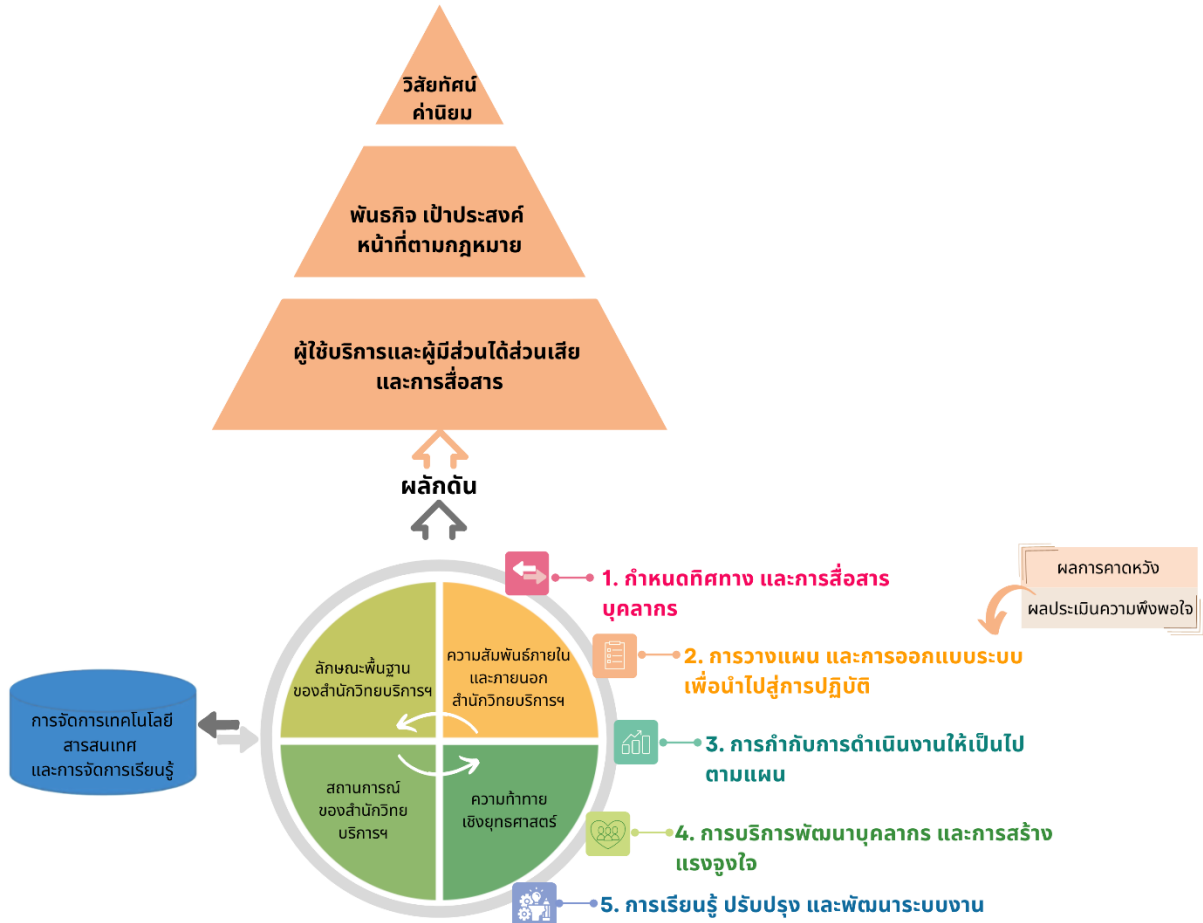 วิสัยทัศน์
ค่านิยม
พันธกิจ เป้าประสงค์
หน้าที่ตามกฎหมาย
ผู้ใช้บริการและผู้มีส่วนได้ส่วนเสีย
และการสื่อสาร
ผลักดัน
1. กำหนดทิศทาง และการสื่อสาร
บุคลากร
ผลการคาดหวัง
ผลประเมินความพึงพอใจ
2. การวางแผน และการออกแบบระบบ
เพื่อนำไปสู่การปฏิบัติ
ลักษณะพื้นฐาน
ของสำนักวิทยบริการฯ
ความสัมพันธ์ภายใน
และภายนอก
สำนักวิทยบริการฯ
การจัดการเทคโนโลยี
สารสนเทศ
และการจัดการเรียนรู้
3. การกำกับการดำเนินงานให้เป็นไป
ตามแผน
สถานการณ์
ของสำนักวิทย
บริการฯ
ความท้าทาย
เชิงยุทธศาสตร์
4. การบริการพัฒนาบุคลากร และการสร้าง
แรงจูงใจ
5. การเรียนรู้ ปรับปรุง และพัฒนาระบบงาน